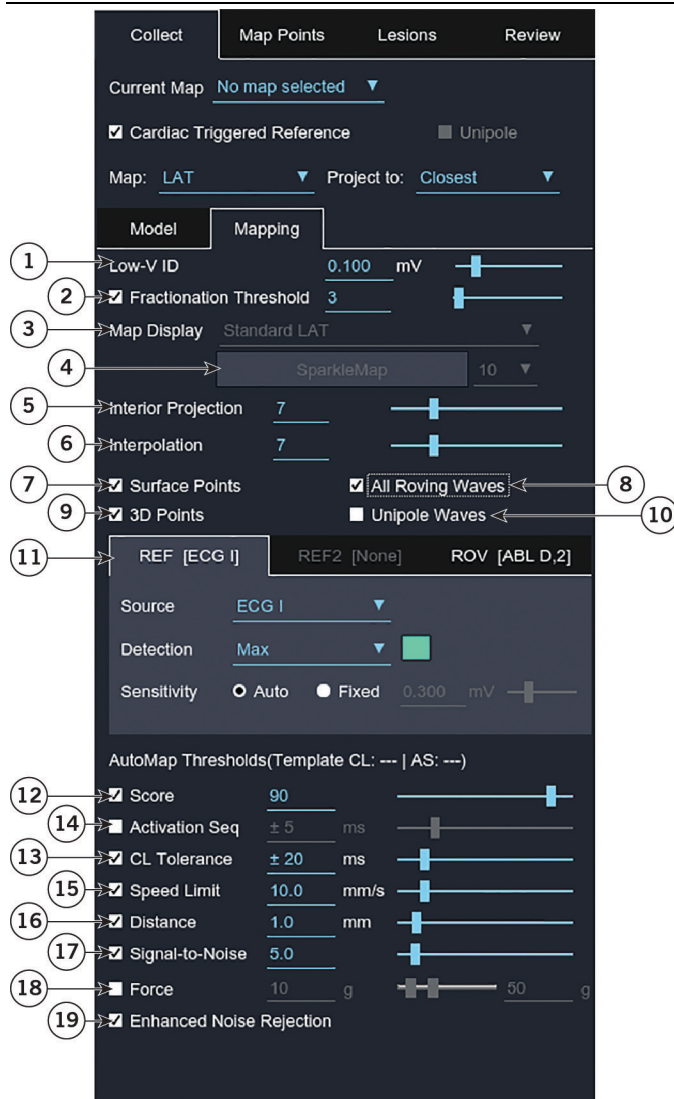 Collect Map Points Lesions Review
Current Map No map selected
Cardiac Triggered Reference Unipole
Map: LAT Project to: Closest
Model Mapping
1 Low-V ID 0.100 mV
2 Fractionation Threshold 3
3 Map Display Standard LAT
4 SparkleMap 10
5 Interior Projection 7
6 Interpolation 7
7 Surface Points All Roving Waves 8
9 3D Points Unipole Waves 10
11 REF [ECG I] REF2 [None] ROV [ABL D,2]
Source ECG I
Detection Max
Sensitivity Auto Fixed 0.300 mV
AutoMap Thresholds(Template CL: --- | AS: ---)
12 Score 90
14 Activation Seq ± 5 ms
13 CL Tolerance ± 20 ms
15 Speed Limit 10.0 mm/s
16 Distance 1.0 mm
17 Signal-to-Noise 5.0
18 Force 10 g 50 g
19 Enhanced Noise Rejection